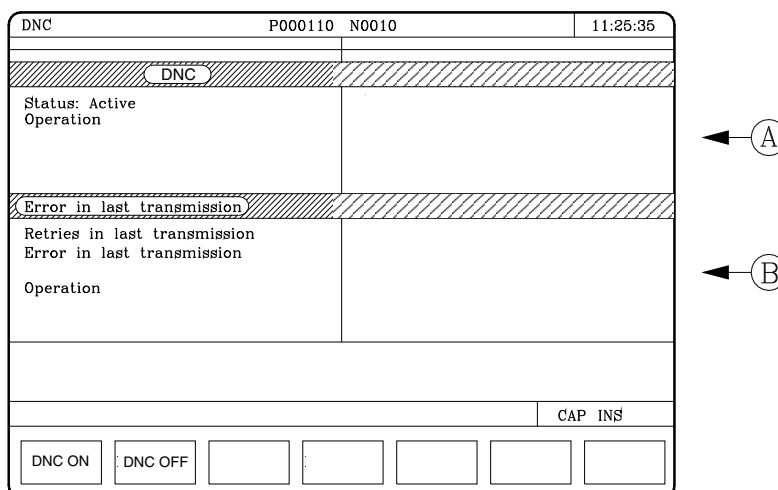 DNC P000110 N0010 11:25:35
DNC
Status: Active
Operation
A
Error in last transmission
Retries in last transmission
Error in last transmission
B
Operation
CAP INS
DNC ON DNC OFF